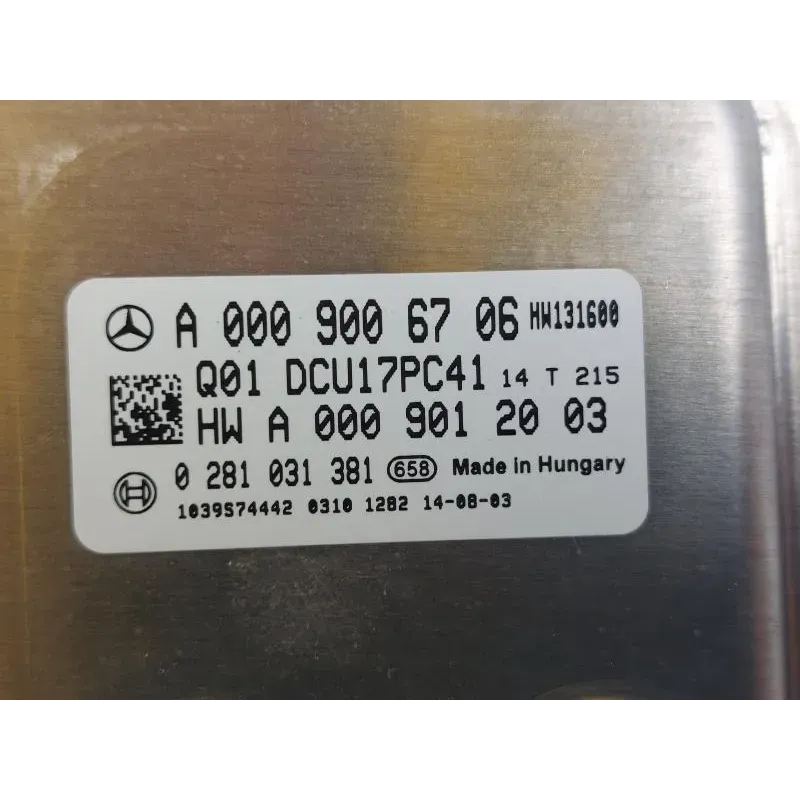 A 000 900 67 06 HW131600
Q01 DCU17PC41 14 T 215
HW A 000 901 20 03
0 281 031 381 658 Made in Hungary
1039S74442 0310 1282 14-08-03